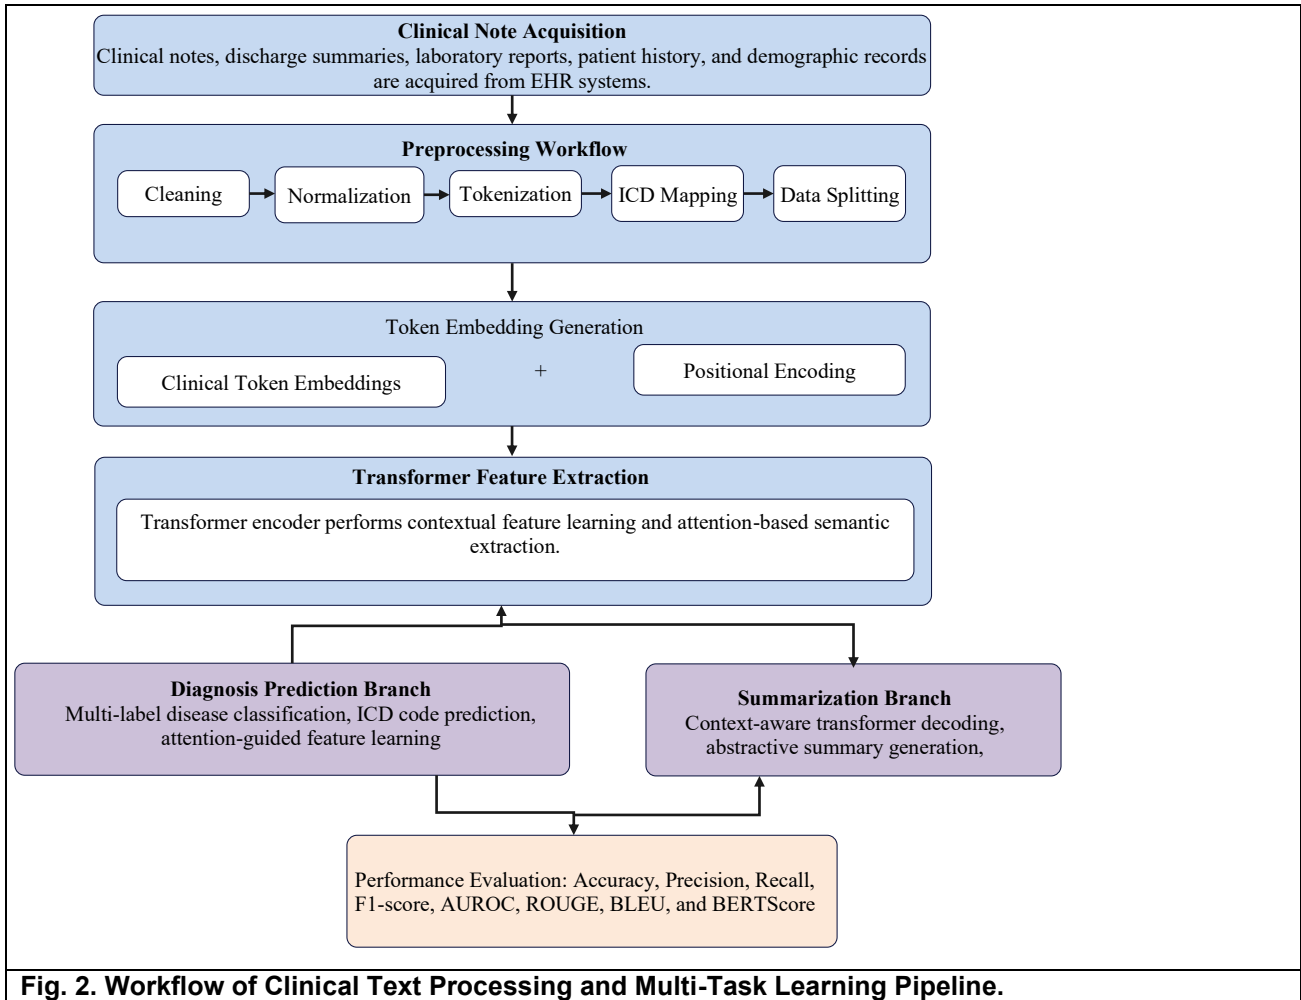 Clinical Note Acquisition
Clinical notes, discharge summaries, laboratory reports, patient history, and demographic records
are acquired from EHR systems.
Preprocessing Workflow
Cleaning
Normalization
Tokenization
ICD Mapping
Data Splitting
Token Embedding Generation
Clinical Token Embeddings
+
Positional Encoding
Transformer Feature Extraction
Transformer encoder performs contextual feature learning and attention-based semantic
extraction.
Diagnosis Prediction Branch
Multi-label disease classification, ICD code prediction,
attention-guided feature learning
Summarization Branch
Context-aware transformer decoding,
abstractive summary generation,
Performance Evaluation: Accuracy, Precision, Recall,
F1-score, AUROC, ROUGE, BLEU, and BERTScore
Fig. 2. Workflow of Clinical Text Processing and Multi-Task Learning Pipeline.